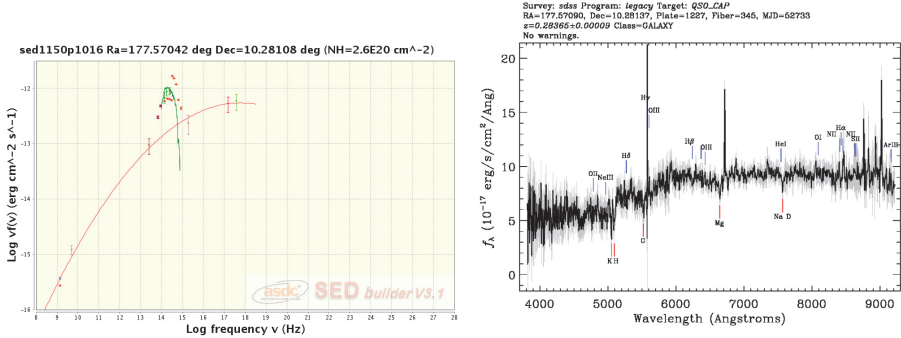 sed1150p1016 Ra=177.57042 deg Dec=10.28108 deg (NH=2.6E20 cm^-2)
Log νf(ν) (erg cm^-2 s^-1)
-12
-13
-14
-15
-16
8 9 10 11 12 13 14 15 16 17 18 19 20 21 22 23 24 25 26 27 28
Log frequency ν (Hz)
asdc SED builder V3.1
Survey: sdss Program: legacy Target: QSO_CAP
RA=177.57090, Dec=10.28137, Plate=1227, Fiber=345, MJD=52733
z=0.28365±0.00009 Class=GALAXY
No warnings.
f_λ (10^-17 erg/s/cm^2/Ang)
20
15
10
5
0
Hγ
OIII
OII
NeIII
Hδ
Hβ
OIII
HeI
OI
NII
Hα
NII
SII
ArIII
K H
G
Mg
Na D
4000 5000 6000 7000 8000 9000
Wavelength (Angstroms)